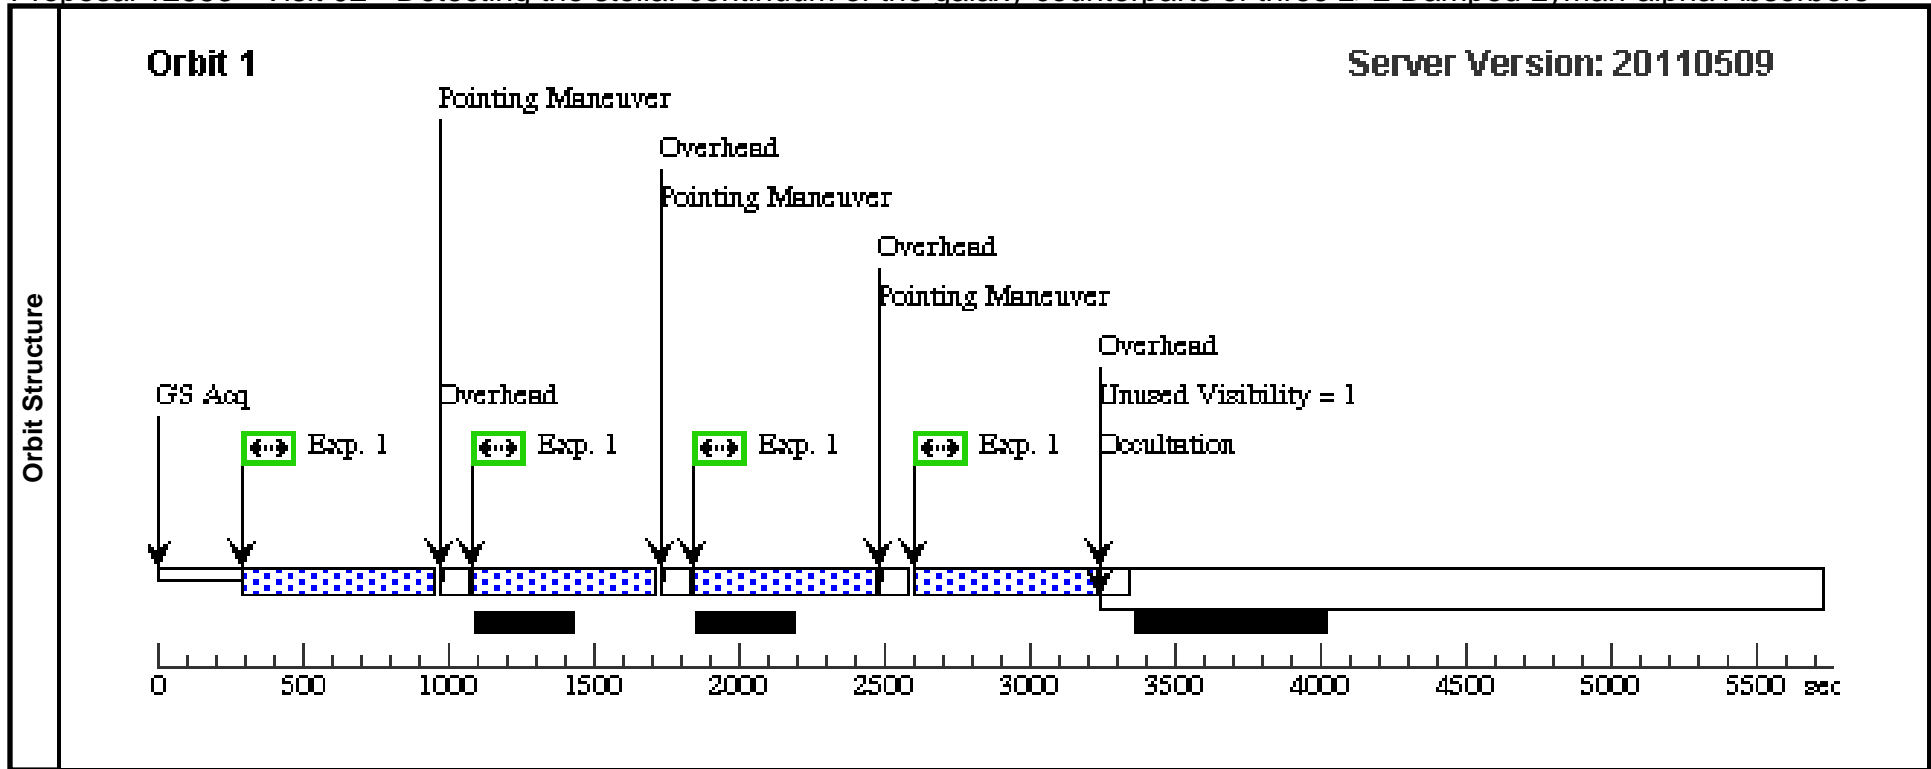 Orbit 1
Server Version: 20110509
Pointing Maneuver
Overhead
Pointing Maneuver
Overhead
Pointing Maneuver
Overhead
GS Acq
Overhead
Unused Visibility = 1
Exp. 1
Exp. 1
Exp. 1
Exp. 1
Occultation
Orbit Structure
0 500 1000 1500 2000 2500 3000 3500 4000 4500 5000 5500 sec